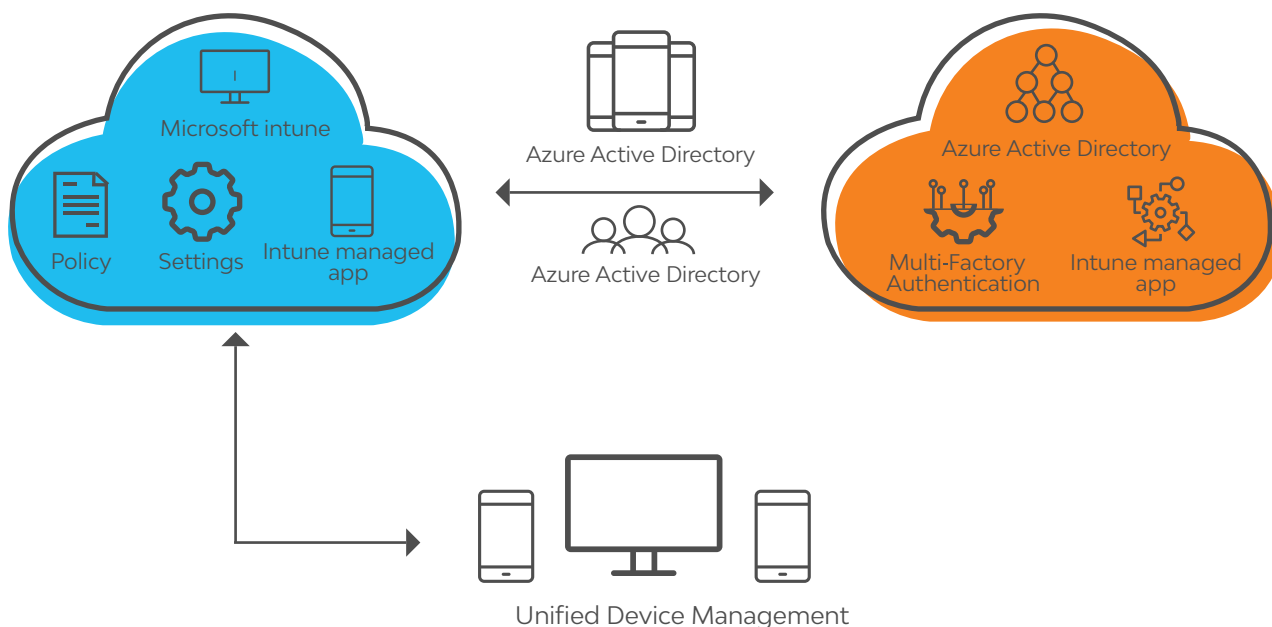 Microsoft intune
Policy
Settings
Intune managed
app
Azure Active Directory
Azure Active Directory
Azure Active Directory
Multi-Factory
Authentication
Intune managed
app
Unified Device Management